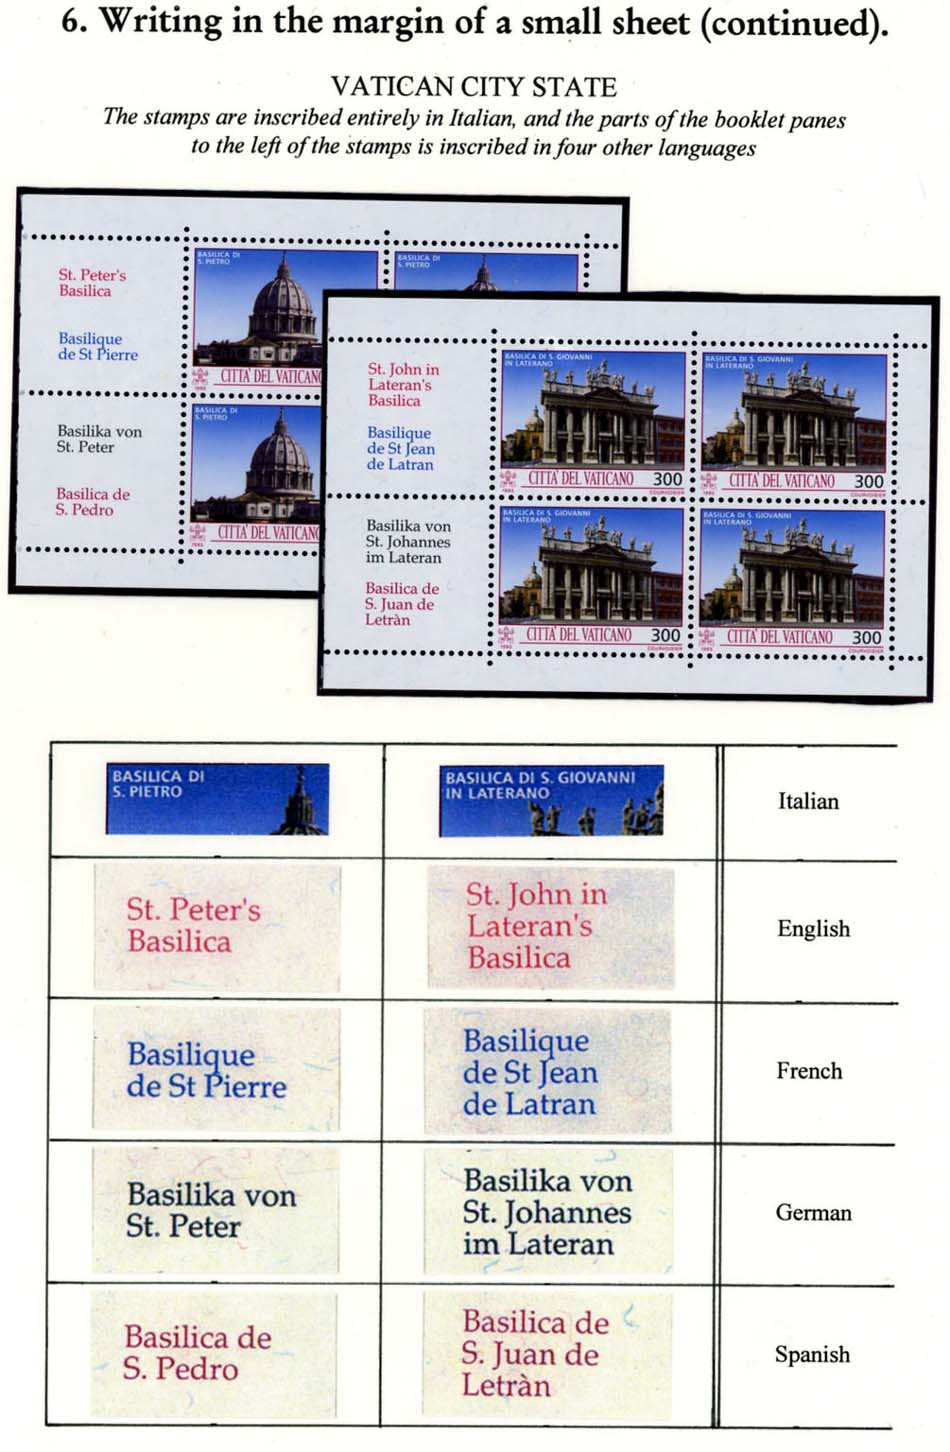 6. Writing in the margin of a small sheet (continued).
VATICAN CITY STATE
The stamps are inscribed entirely in Italian, and the parts of the booklet panes
to the left of the stamps is inscribed in four other languages
St. Peter's
Basilica
Basilique
de St Pierre
Basilika von
St. Peter
Basilica de
S. Pedro
BASILICA DI
S. PIETRO
CITTA' DEL VATICANO
BASILICA DI
S. PIETRO
BASILICA DI
S. PIETRO
CITTA' DEL VATICANO
St. John in
Lateran's
Basilica
Basilique
de St Jean
de Latran
Basilika von
St. Johannes
im Lateran
Basilica de
S. Juan de
Letràn
BASILICA DI S. GIOVANNI
IN LATERANO
CITTA' DEL VATICANO 300
COURVOISIER
BASILICA DI S. GIOVANNI
IN LATERANO
CITTA' DEL VATICANO 300
COURVOISIER
BASILICA DI S. GIOVANNI
IN LATERANO
CITTA' DEL VATICANO 300
COURVOISIER
BASILICA DI S. GIOVANNI
IN LATERANO
CITTA' DEL VATICANO 300
COURVOISIER
BASILICA DI
S. PIETRO
BASILICA DI S. GIOVANNI
IN LATERANO
Italian
St. Peter's
Basilica
St. John in
Lateran's
Basilica
English
Basilique
de St Pierre
Basilique
de St Jean
de Latran
French
Basilika von
St. Peter
Basilika von
St. Johannes
im Lateran
German
Basilica de
S. Pedro
Basilica de
S. Juan de
Letràn
Spanish